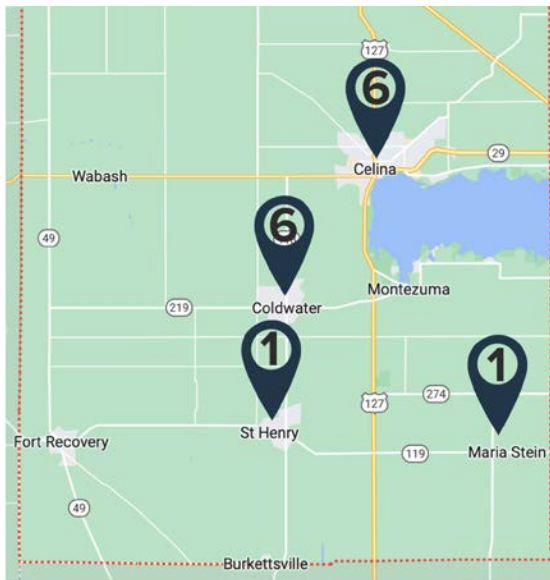 127
6
29
Celina
Wabash
49
6
Montezuma
219
Coldwater
1
1
274
127
St Henry
Fort Recovery
119
Maria Stein
49
Burkettsville